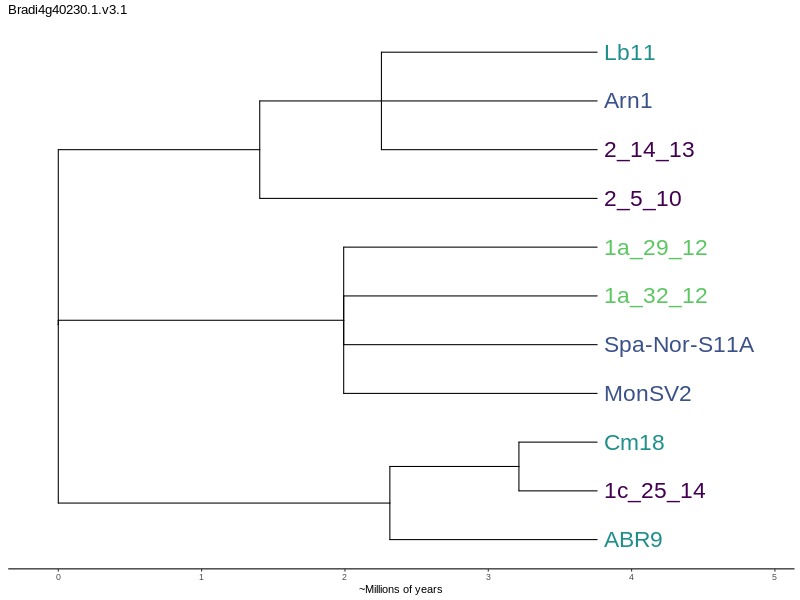 Bradi4g40230.1.v3.1
Lb11
Arn1
2_14_13
2_5_10
1a_29_12
1a_32_12
Spa-Nor-S11A
MonSV2
Cm18
1c_25_14
ABR9
0 1 2 3 4 5
~Millions of years